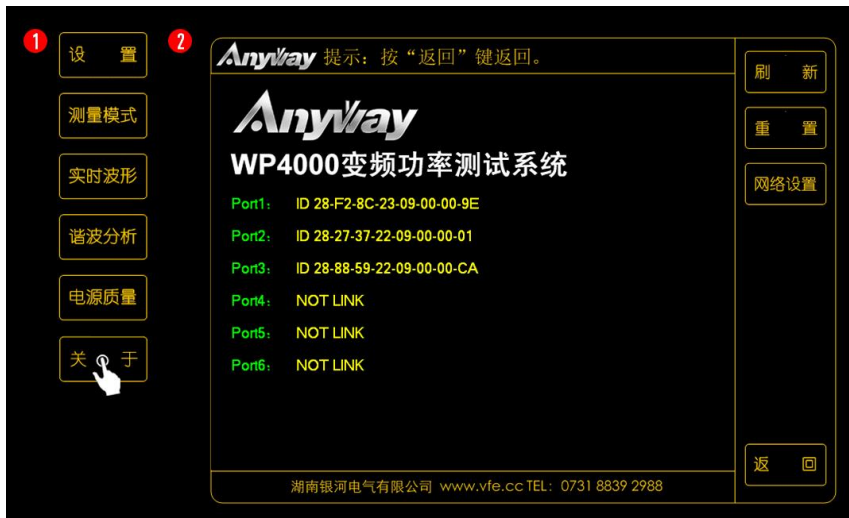 1
设 置
测量模式
实时波形
谐波分析
电源质量
关 于
2
Anyway 提示：按“返回”键返回。
Anyway
WP4000变频功率测试系统
Port1： ID 28-F2-8C-23-09-00-00-9E
Port2： ID 28-27-37-22-09-00-00-01
Port3： ID 28-88-59-22-09-00-00-CA
Port4： NOT LINK
Port5： NOT LINK
Port6： NOT LINK
湖南银河电气有限公司 www.vfe.cc TEL： 0731 8839 2988
刷 新
重 置
网络设置
返 回